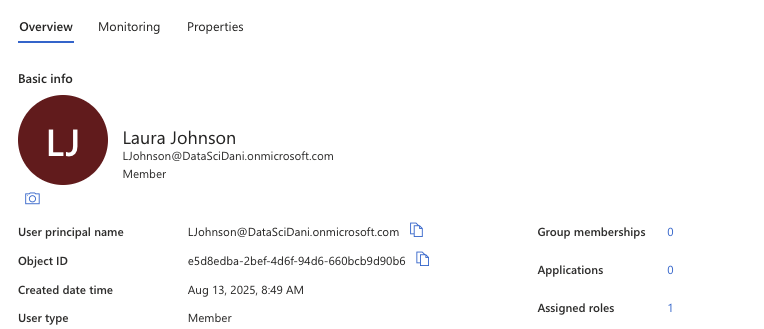 Overview Monitoring Properties
Basic info
LJ
Laura Johnson
LJohnson@DataSciDani.onmicrosoft.com
Member
User principal name LJohnson@DataSciDani.onmicrosoft.com Group memberships 0
Object ID e5d8edba-2bef-4d6f-94d6-660bcb9d90b6
Applications 0
Created date time Aug 13, 2025, 8:49 AM
Assigned roles 1
User type Member